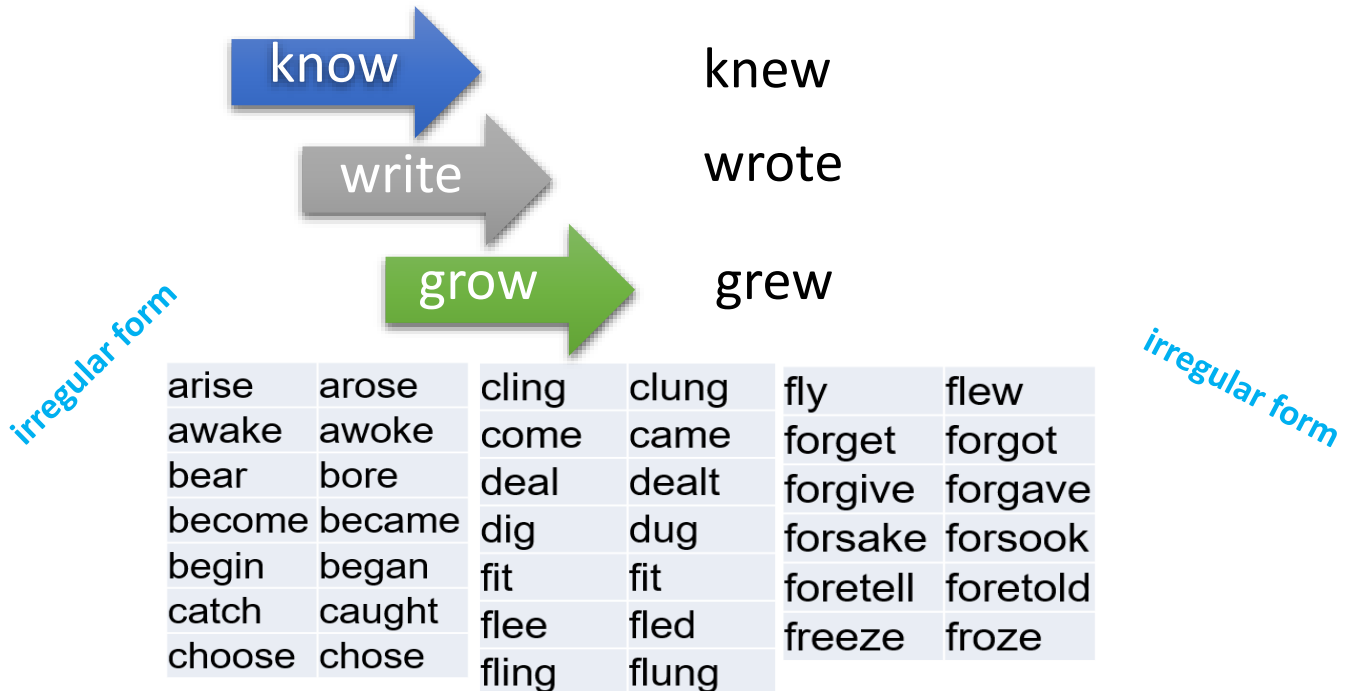 know knew
write wrote
grow grew
irregular form
irregular form
arise arose
awake awoke
bear bore
become became
begin began
catch caught
choose chose
cling clung
come came
deal dealt
dig dug
fit fit
flee fled
fling flung
fly flew
forget forgot
forgive forgave
forsake forsook
foretell foretold
freeze froze